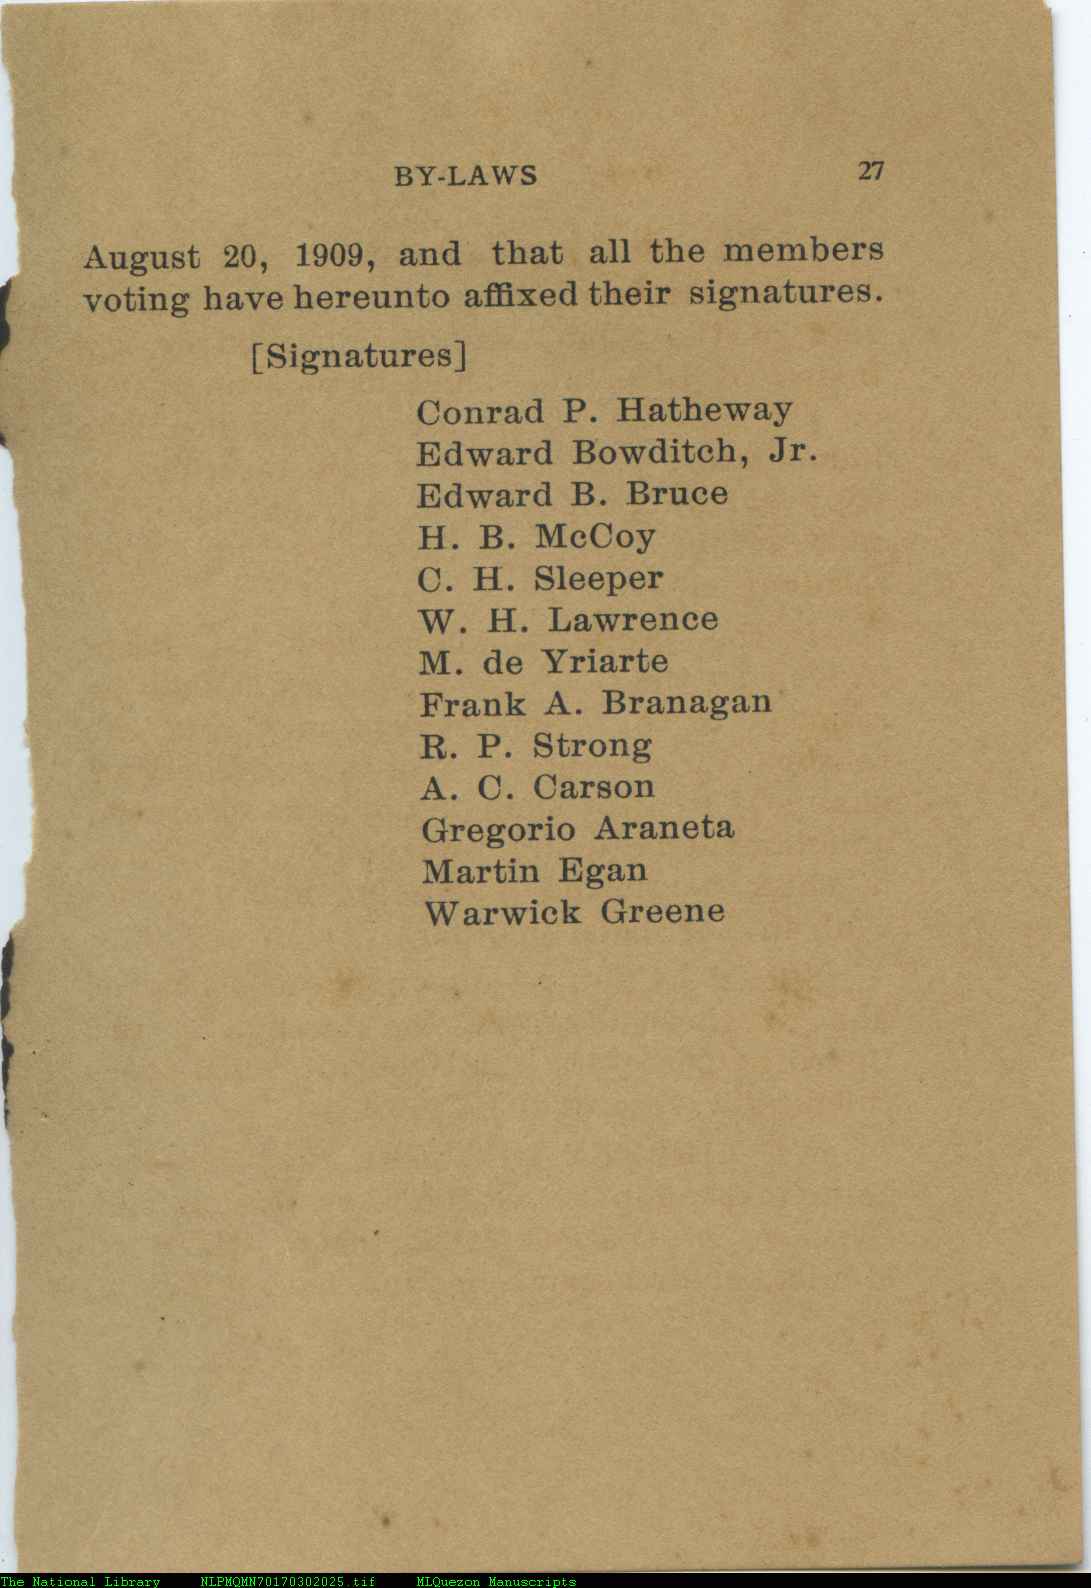 BY-LAWS 27
August 20, 1909, and that all the members
voting have hereunto affixed their signatures.
[Signatures]
Conrad P. Hatheway
Edward Bowditch, Jr.
Edward B. Bruce
H. B. McCoy
C. H. Sleeper
W. H. Lawrence
M. de Yriarte
Frank A. Branagan
R. P. Strong
A. C. Carson
Gregorio Araneta
Martin Egan
Warwick Greene
The National Library NLPMQMN70170302025.tif MLQuezon Manuscripts